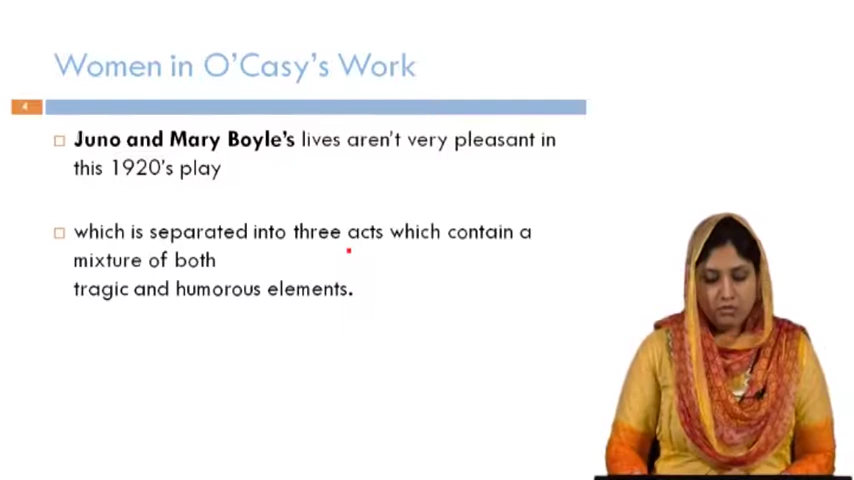 Women in O'Casy's Work
4
Juno and Mary Boyle's lives aren't very pleasant in
this 1920's play
which is separated into three acts which contain a
mixture of both
tragic and humorous elements.